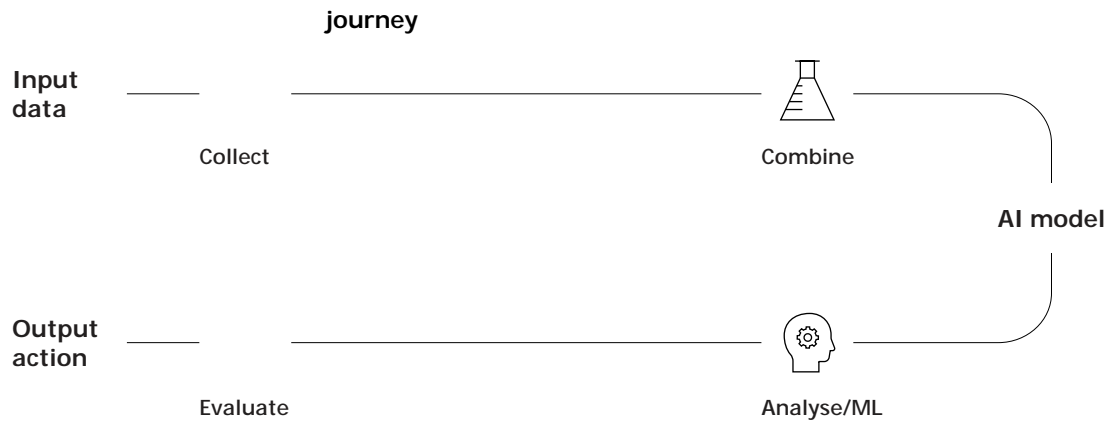 journey
Input
data
Collect
Combine
AI model
Output
action
Evaluate
Analyse/ML